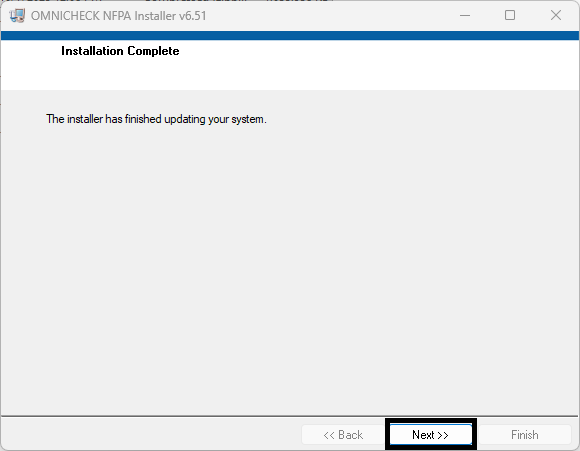 OMNICHECK NFPA Installer v6.51
Installation Complete
The installer has finished updating your system.
<< Back
Next >>
Finish